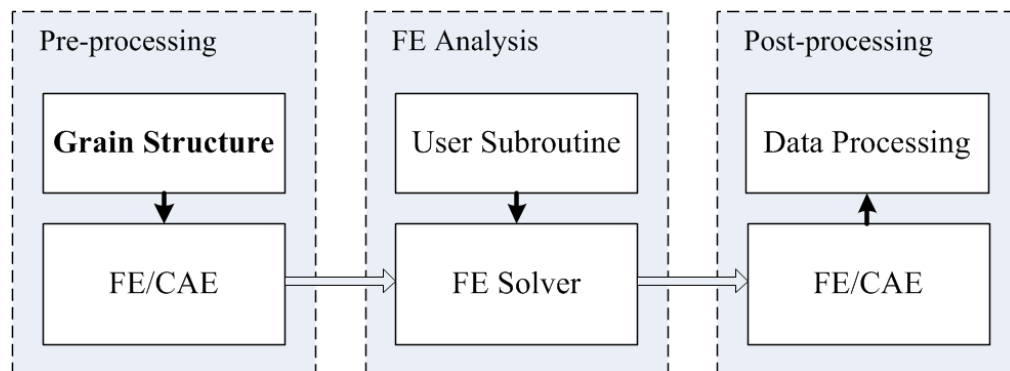 Pre-processing
Grain Structure
FE/CAE
FE Analysis
User Subroutine
FE Solver
Post-processing
Data Processing
FE/CAE